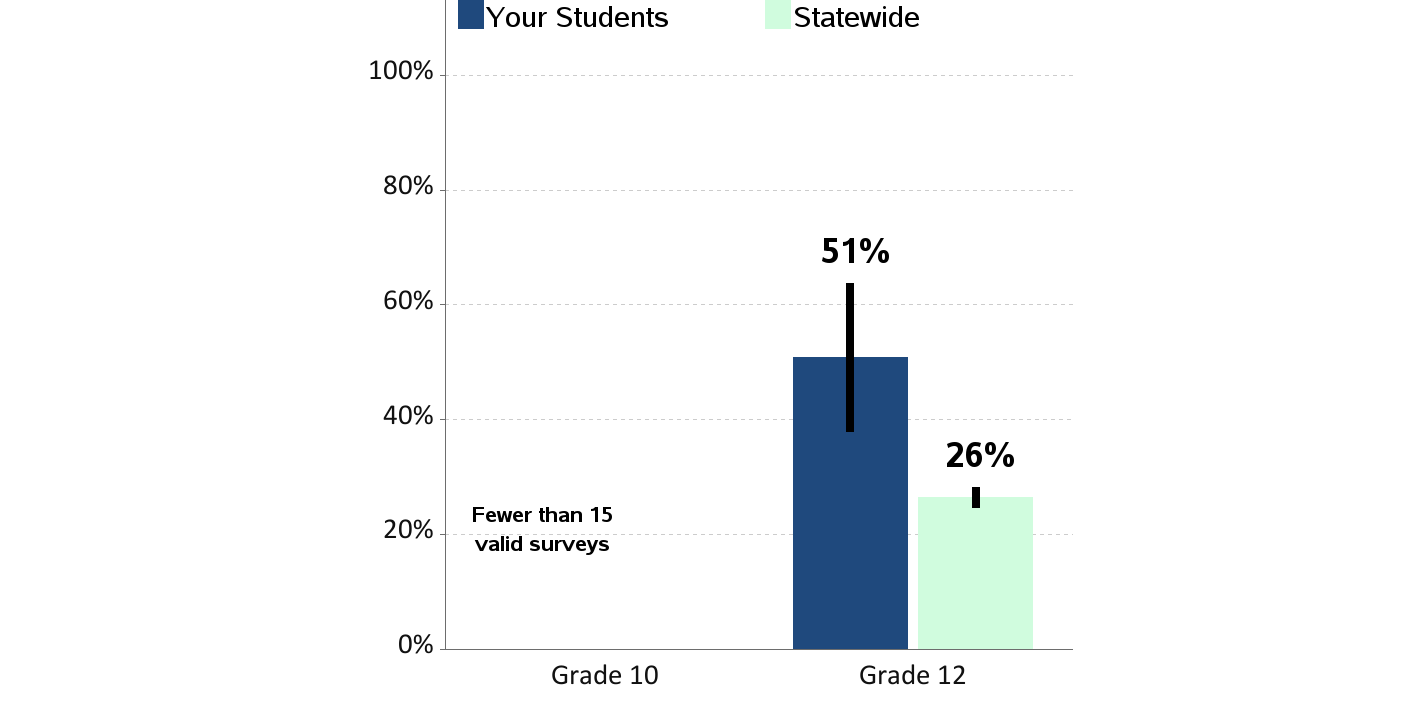 Your Students Statewide
100%
80%
51%
60%
40%
26%
Fewer than 15
valid surveys
20%
0%
Grade 10 Grade 12